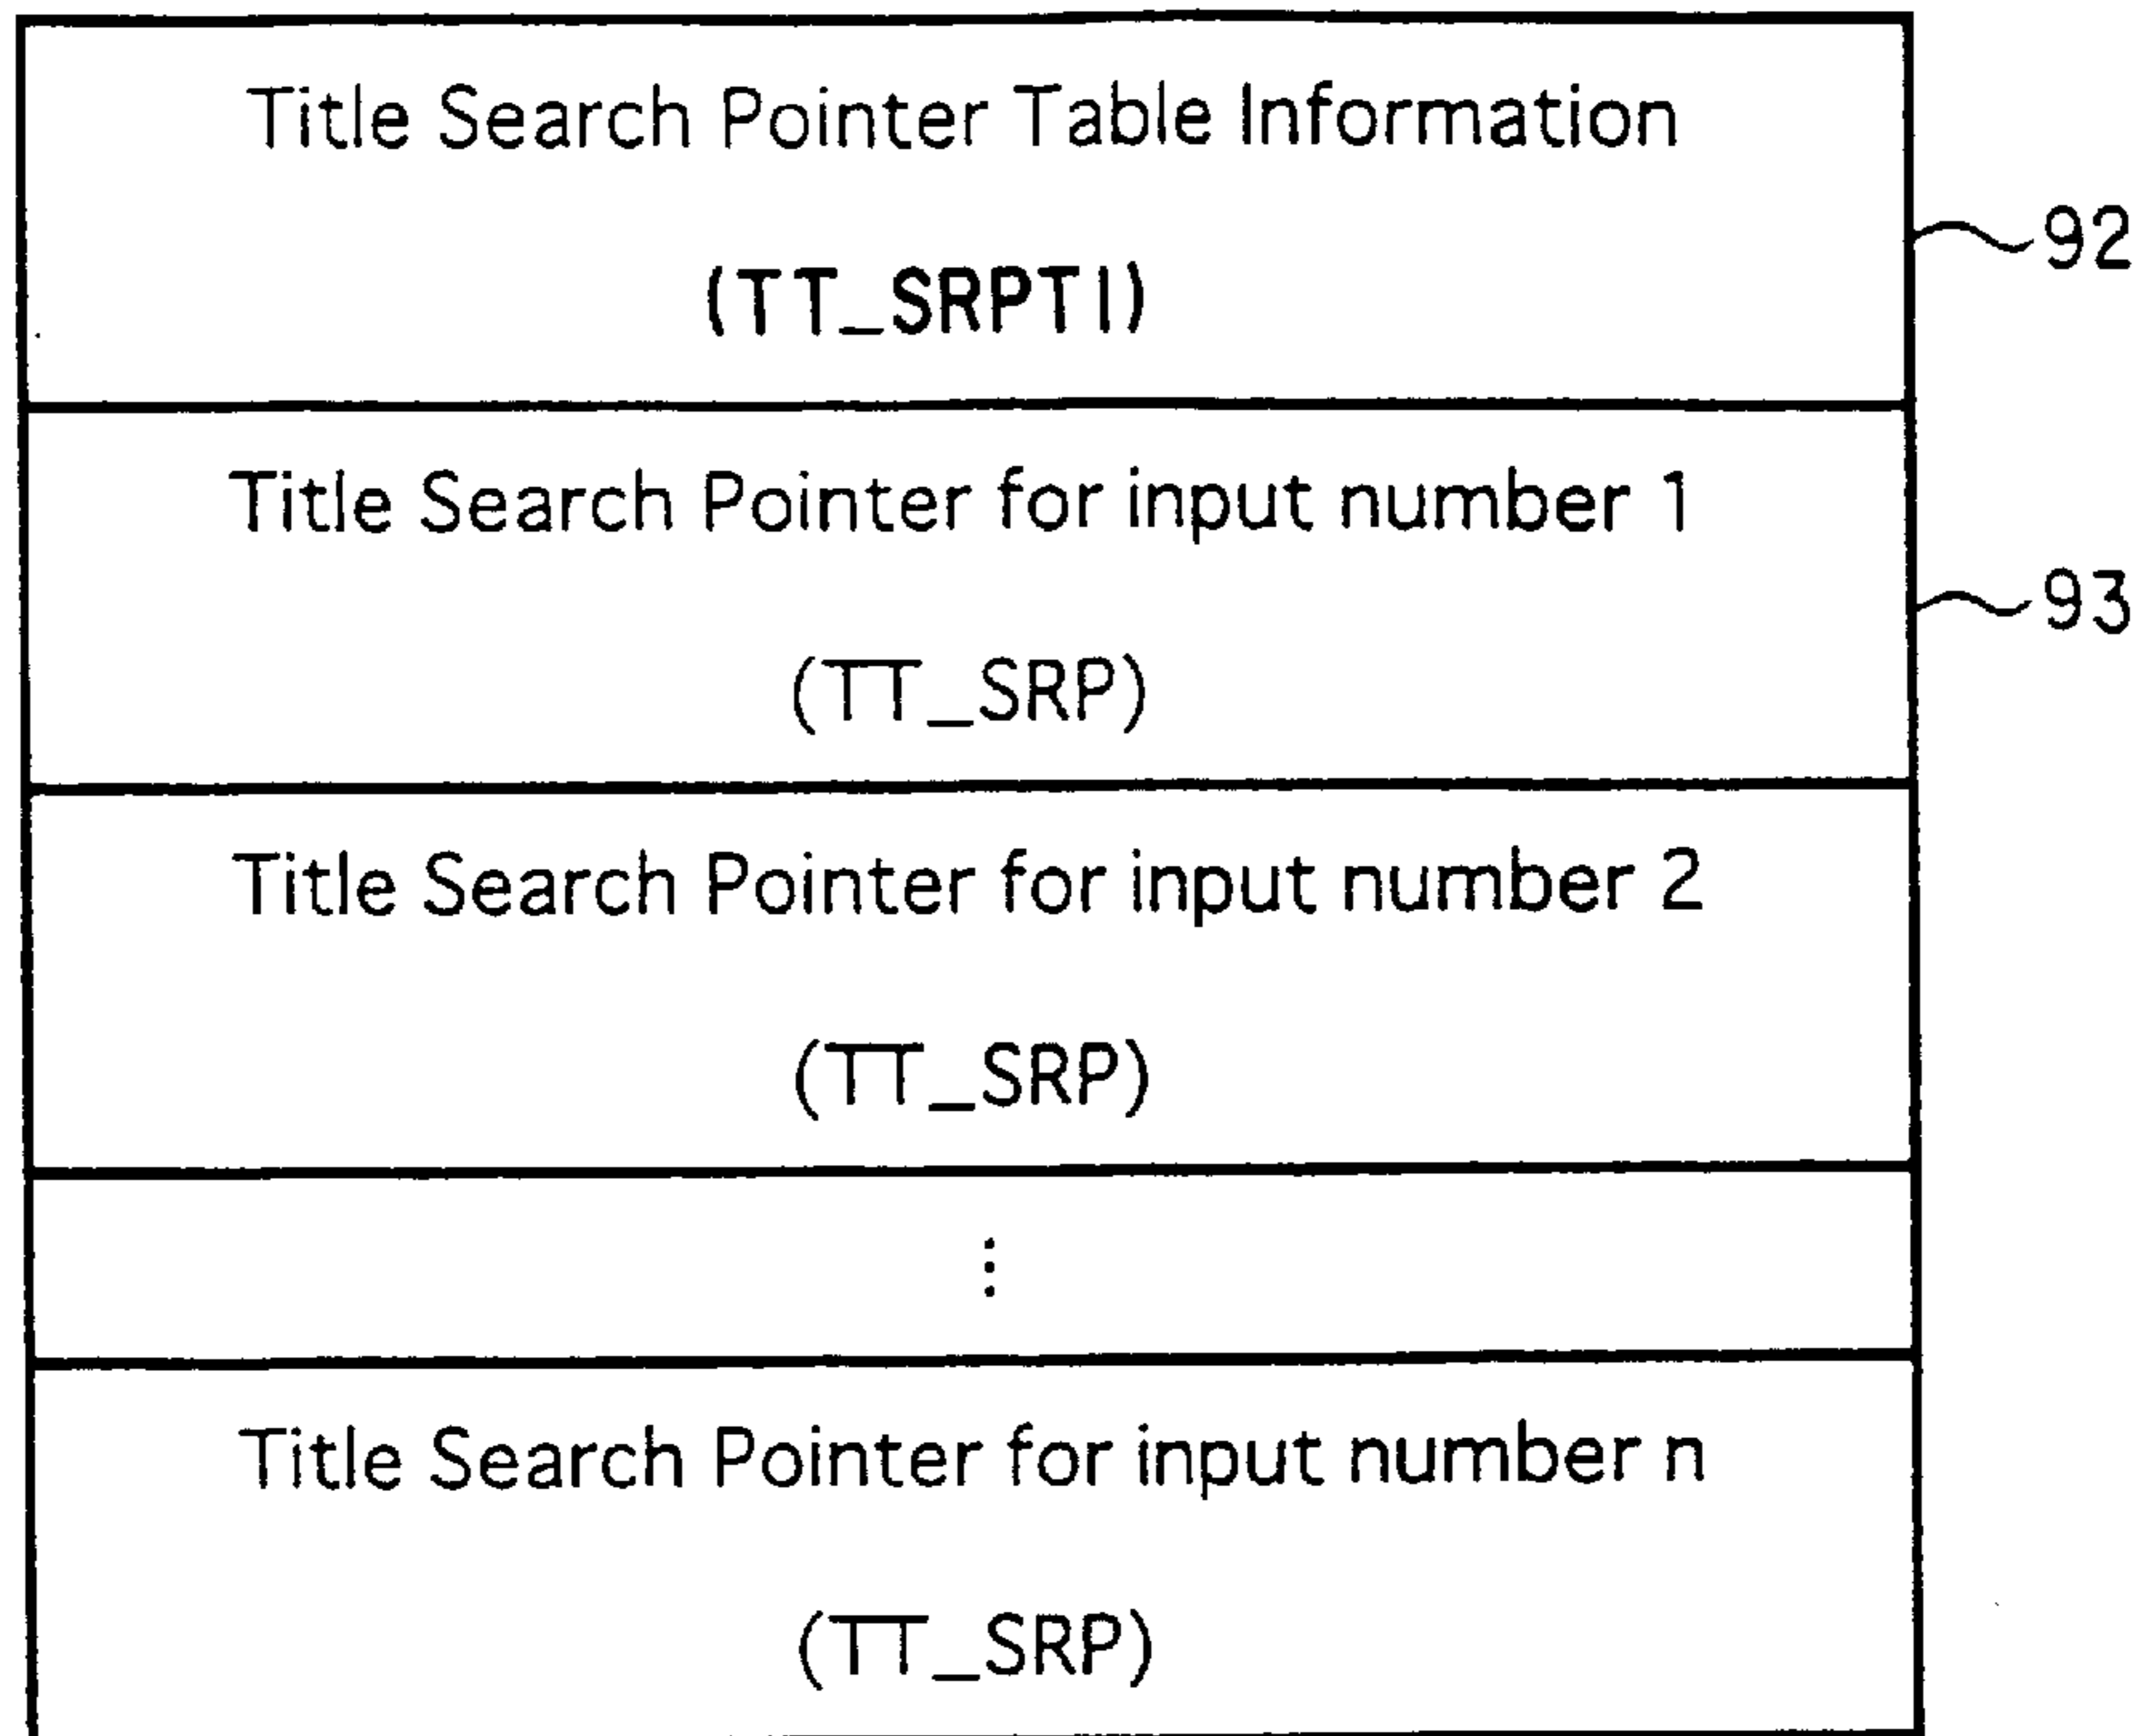 Title Search Pointer Table Information
(TT_SRPTI)
92
Title Search Pointer for input number 1
93
(TT_SRP)
Title Search Pointer for input number 2
(TT_SRP)
⋮
Title Search Pointer for input number n
(TT_SRP)